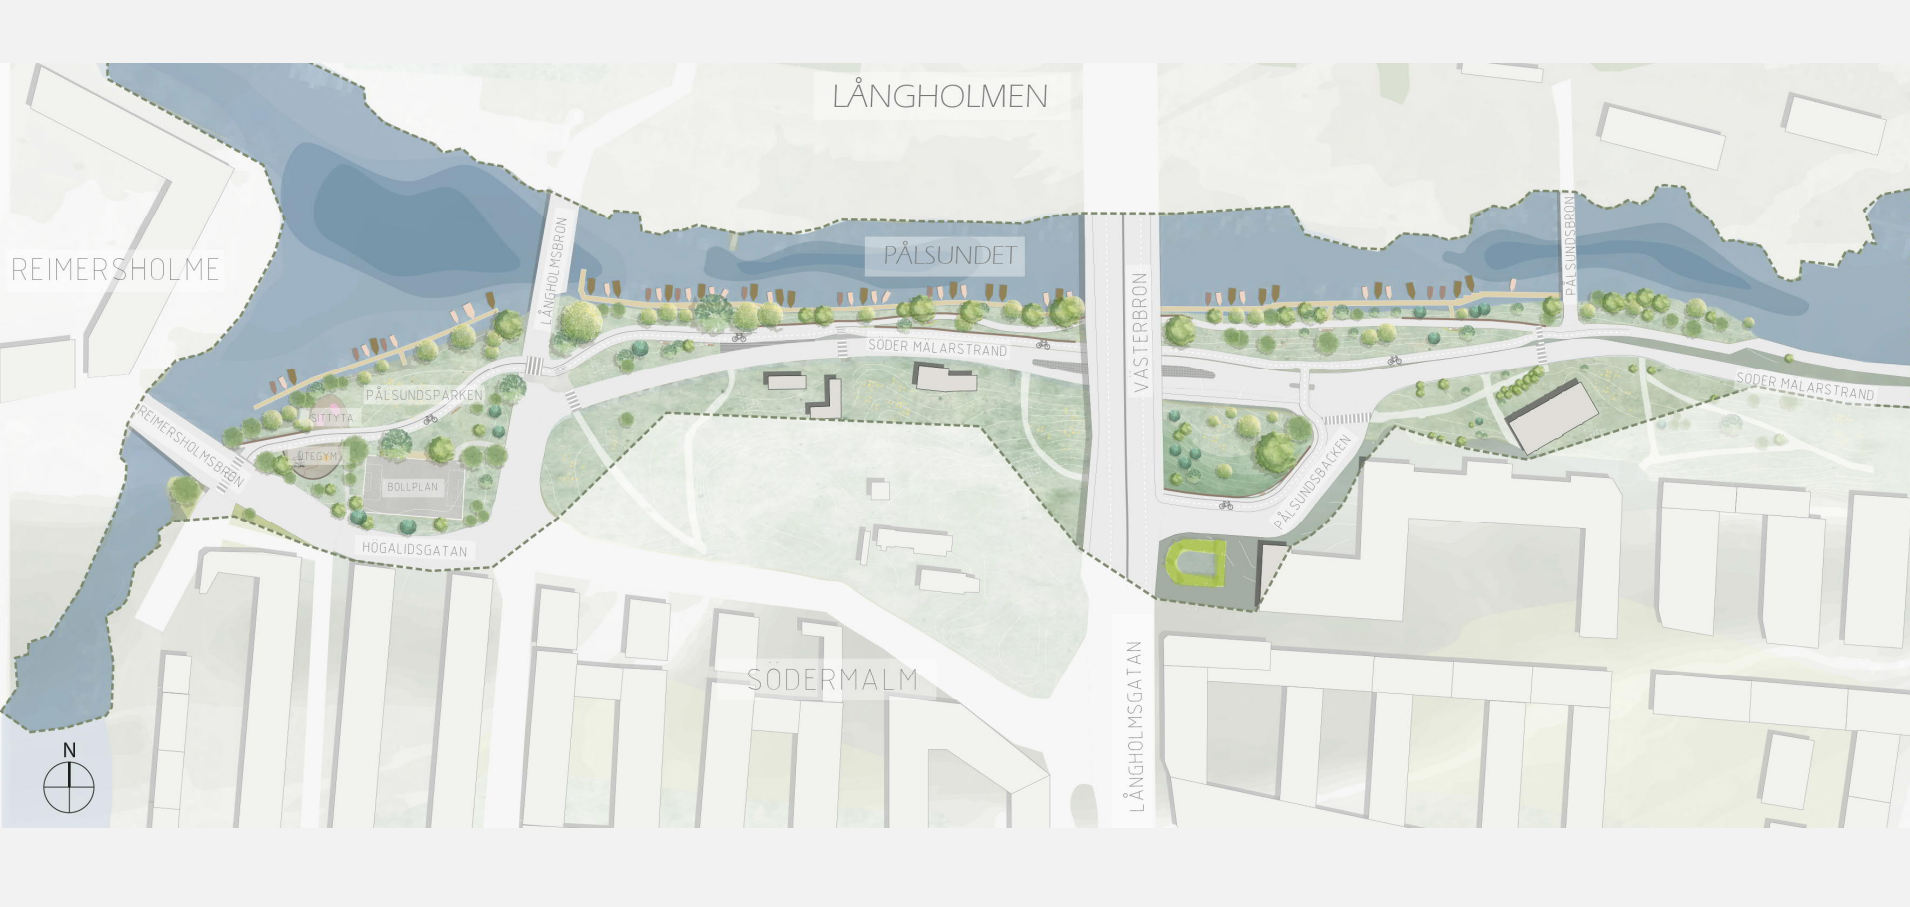 LÅNGHOLMEN
REIMERSHOLME
LÅNGHOLMSBRON
PÅLSUNDET
VÄSTERBRON
PÅLSUNDSBRON
SÖDER MÄLARSTRAND
SÖDER MÄLARSTRAND
PÅLSUNDSPARKEN
SITTYTA
REIMERSHOLMSBRON
UTEGYM
BOLLPLAN
PÅLSUNDSBACKEN
HÖGALIDSGATAN
SÖDERMALM
LÅNGHOLMSGATAN
N